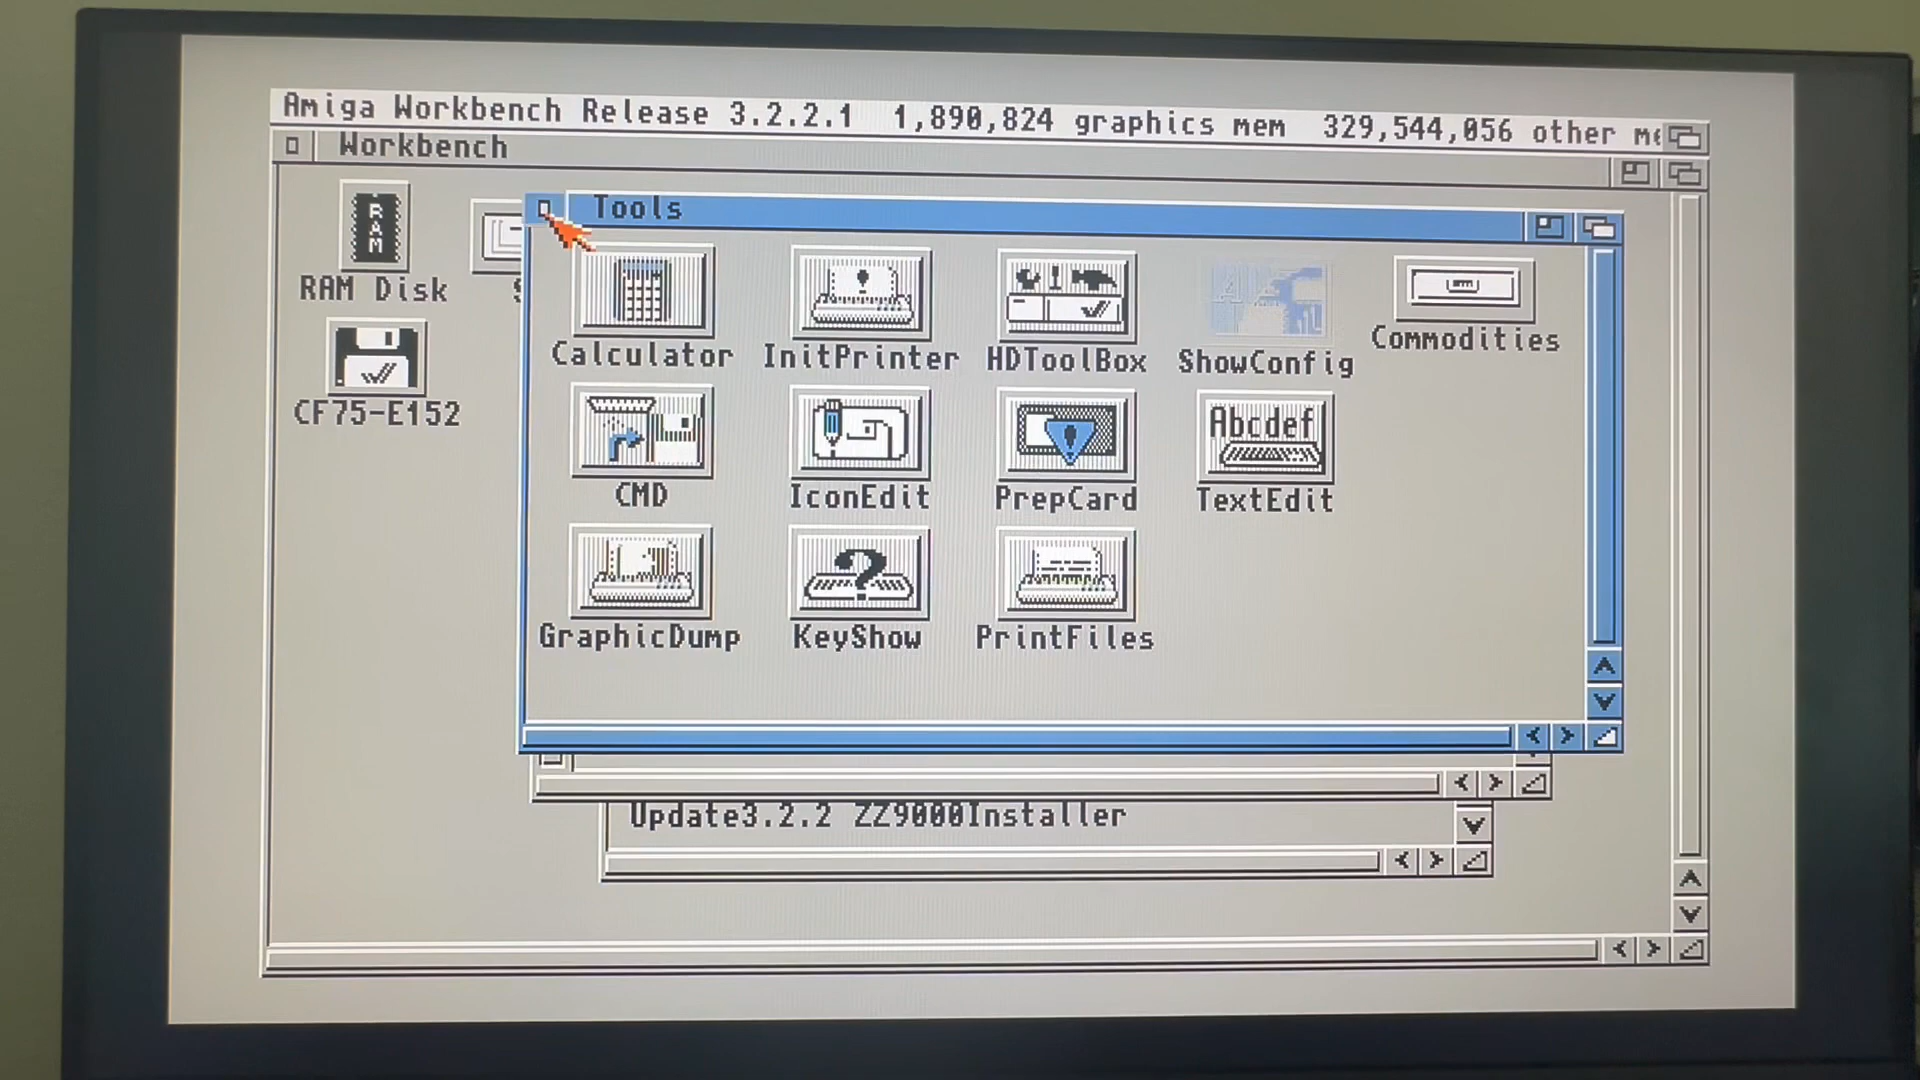 Amiga Workbench Release 3.2.2.1 1,890,824 graphics mem 329,544,056 other
Workbench
Tools
RAM
RAM Disk
Calculator InitPrinter HDToolBox ShowConfig Commodities
CF75-E152
Abcdef
CMD IconEdit PrepCard TextEdit
GraphicDump KeyShow PrintFiles
Update3.2.2 ZZ9000Installer